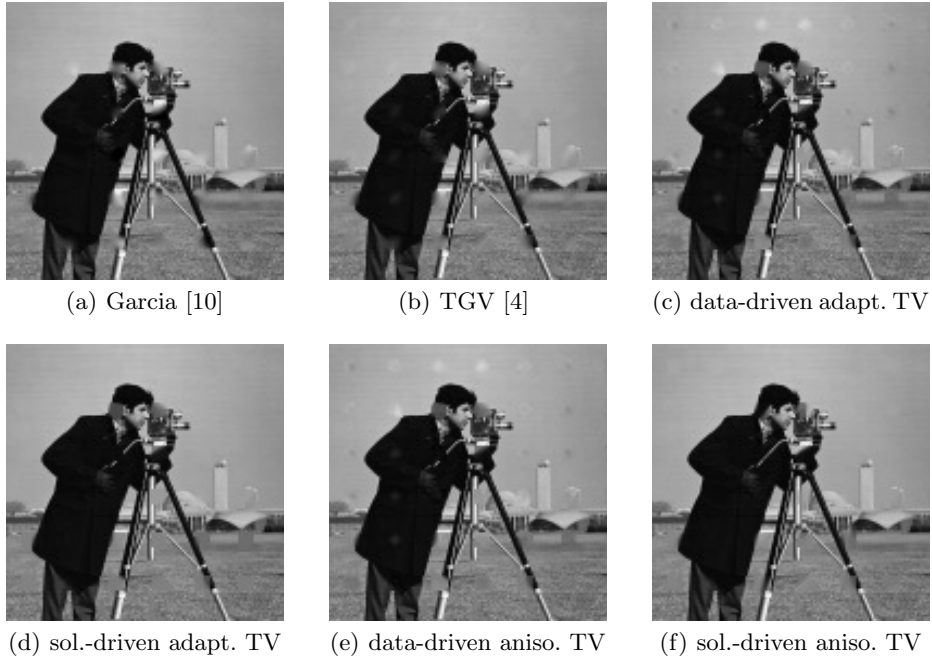 (a) Garcia [10]
(b) TGV [4]
(c) data-driven adapt. TV
(d) sol.-driven adapt. TV
(e) data-driven aniso. TV
(f) sol.-driven aniso. TV